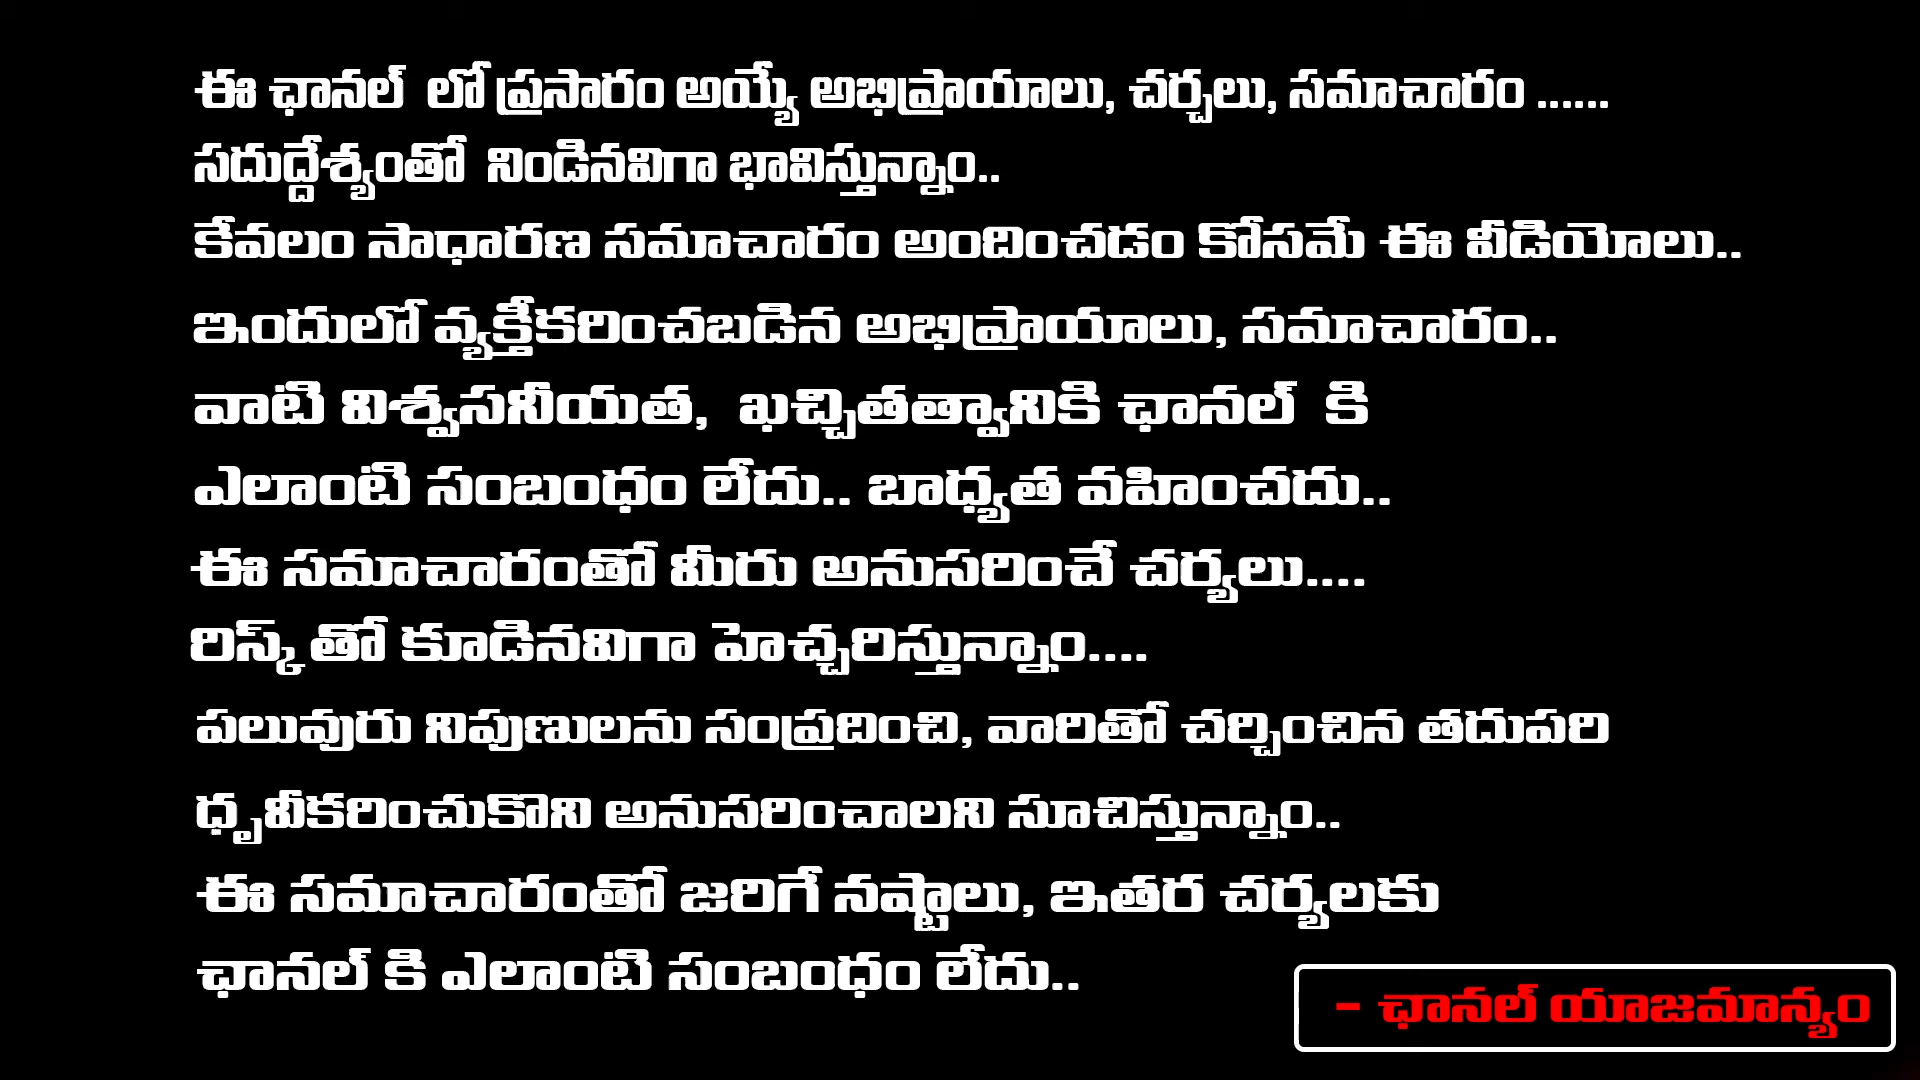 ఈ ఛానల్ లో ప్రసారం అయ్యే అభిప్రాయాలు, చర్చలు, సమాచారం ......
సదుద్దేశ్యంతో నిండినవిగా భావిస్తున్నాం..
కేవలం సాధారణ సమాచారం అందించడం కోసమే ఈ వీడియోలు..
ఇందులో వ్యక్తీకరించబడిన అభిప్రాయాలు, సమాచారం..
వాటి విశ్వసనీయత, ఖచ్చితత్వానికి ఛానల్ కి
ఎలాంటి సంబంధం లేదు.. బాధ్యత వహించదు..
ఈ సమాచారంతో మీరు అనుసరించే చర్యలు....
రిస్క్ తో కూడినవిగా హెచ్చరిస్తున్నాం....
పలువురు నిపుణులను సంప్రదించి, వారితో చర్చించిన తదుపరి
ధృవీకరించుకొని అనుసరించాలని సూచిస్తున్నాం..
ఈ సమాచారంతో జరిగే నష్టాలు, ఇతర చర్యలకు
ఛానల్ కి ఎలాంటి సంబంధం లేదు..
- ఛానల్ యాజమాన్యం